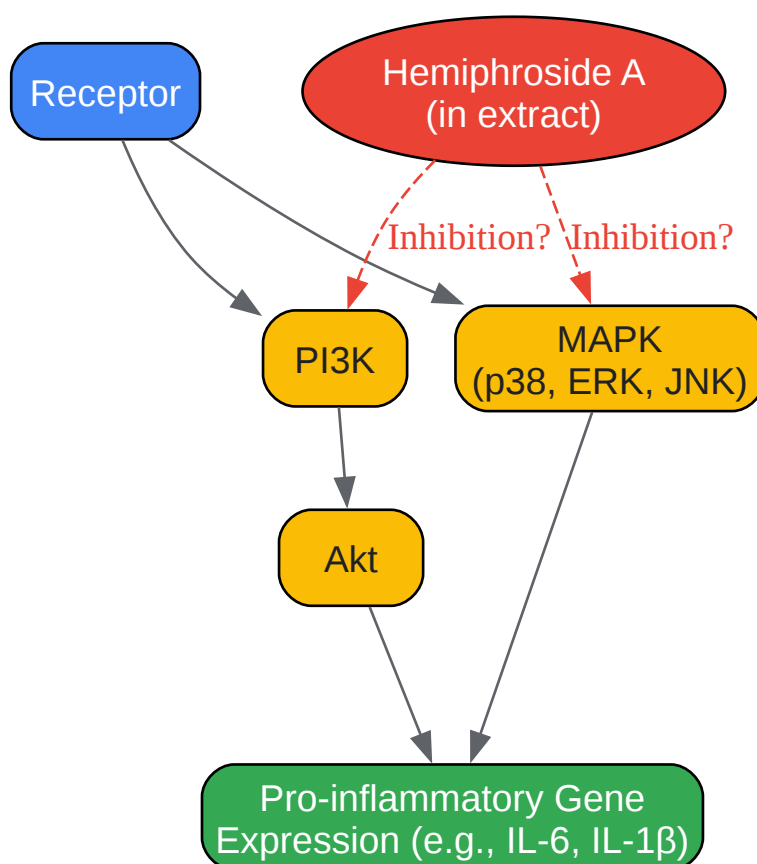 Receptor
Hemiphroside A
(in extract)
Inhibition?
Inhibition?
PI3K
MAPK
(p38, ERK, JNK)
Akt
Pro-inflammatory Gene
Expression (e.g., IL-6, IL-1β)